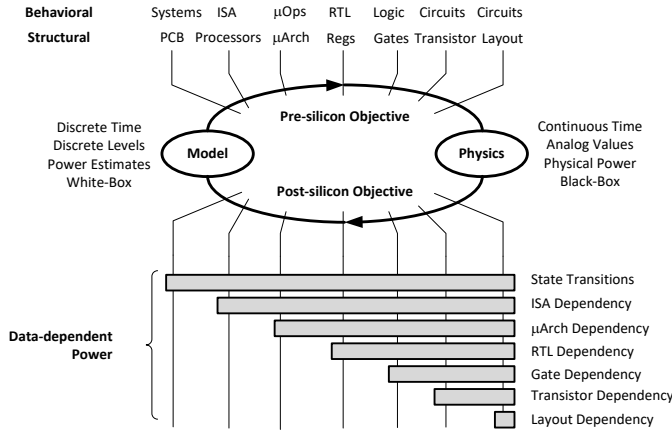 Behavioral Systems ISA μOps RTL Logic Circuits Circuits
Structural PCB Processors μArch Regs Gates Transistor Layout
Pre-silicon Objective
Discrete Time
Discrete Levels
Power Estimates
White-Box
Model
Physics
Continuous Time
Analog Values
Physical Power
Black-Box
Post-silicon Objective
Data-dependent
Power
State Transitions
ISA Dependency
μArch Dependency
RTL Dependency
Gate Dependency
Transistor Dependency
Layout Dependency